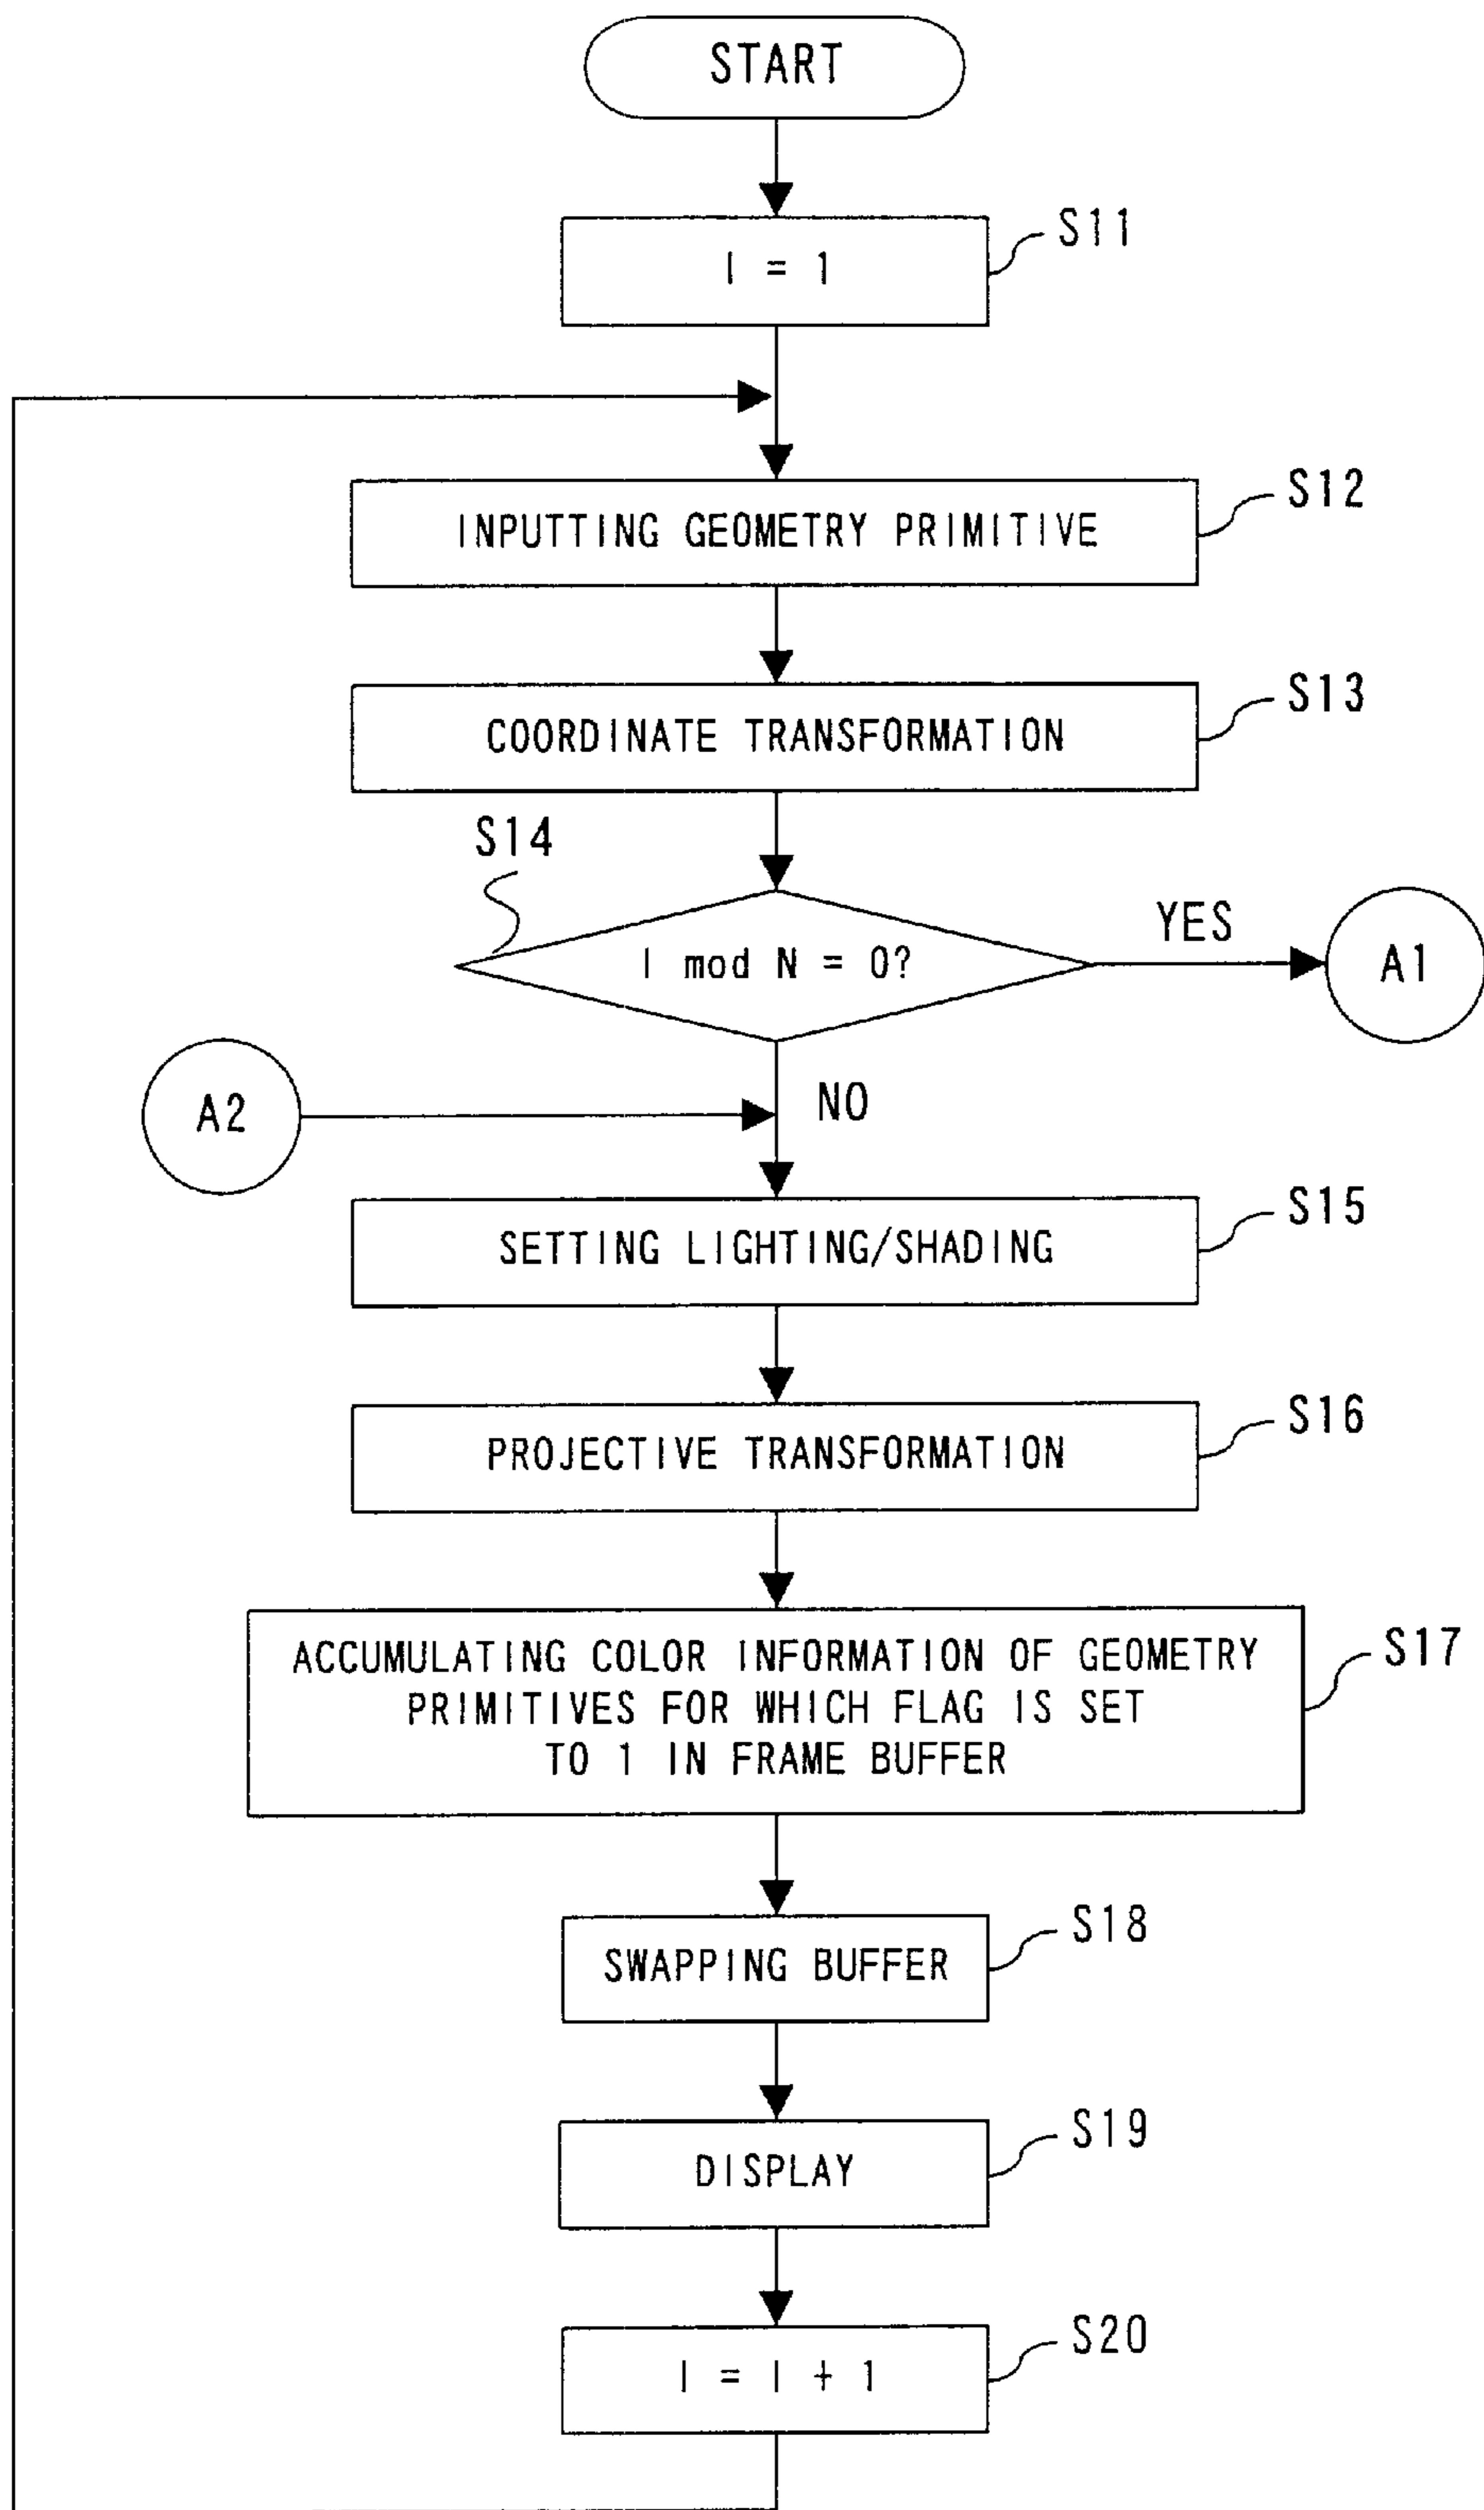 START
I = 1
S11
INPUTTING GEOMETRY PRIMITIVE
S12
COORDINATE TRANSFORMATION
S13
S14
I mod N = 0?
YES
A1
A2
NO
SETTING LIGHTING/SHADING
S15
PROJECTIVE TRANSFORMATION
S16
ACCUMULATING COLOR INFORMATION OF GEOMETRY
PRIMITIVES FOR WHICH FLAG IS SET
TO 1 IN FRAME BUFFER
S17
SWAPPING BUFFER
S18
DISPLAY
S19
I = I + 1
S20